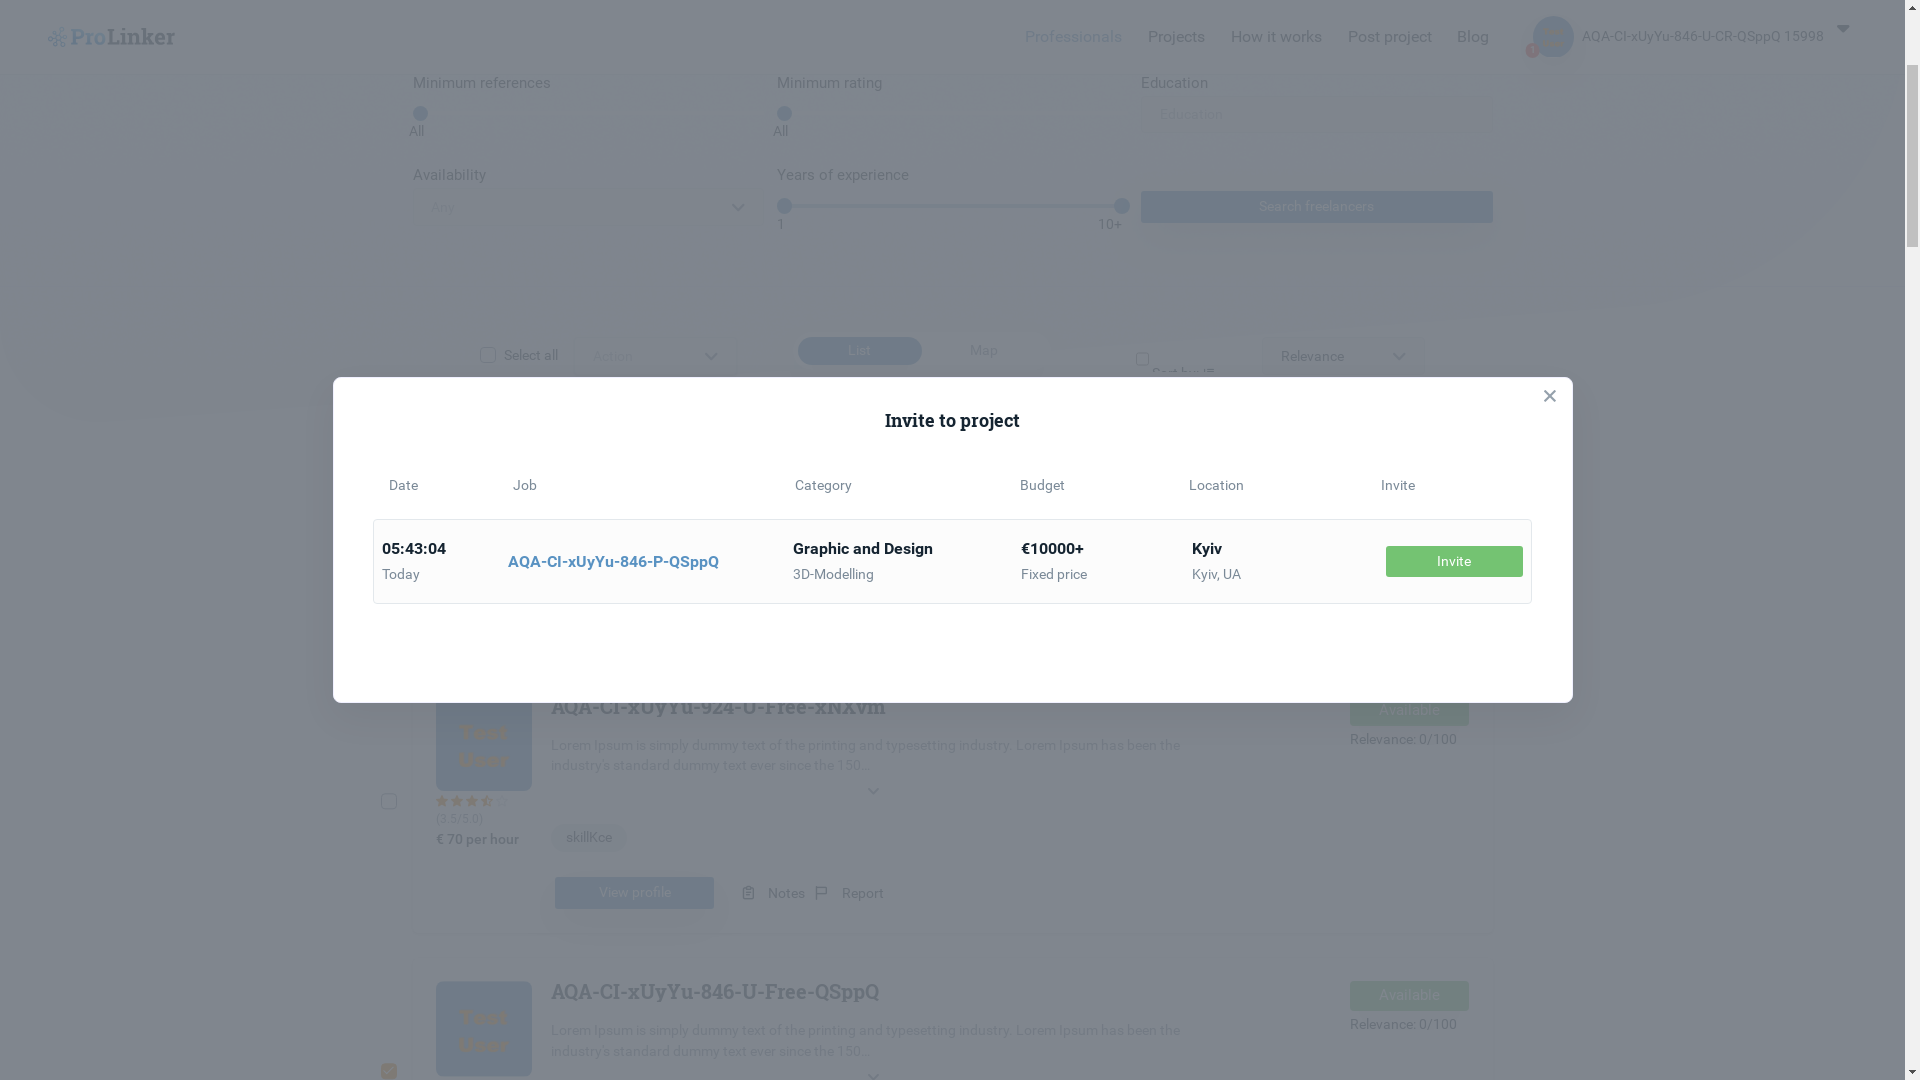 ProLinker
Professionals
Projects
How it works
Post project
Blog
AQA-CI-xUyYu-846-U-CR-QSppQ 15998
Minimum references
Minimum rating
Education
All
All
Education
Availability
Years of experience
Any
Search freelancers
1
10+
Select all
Action
List
Map
Relevance
Invite to project
Date
Job
Category
Budget
Location
Invite
05:43:04
Today
AQA-CI-xUyYu-846-P-QSppQ
Graphic and Design
3D-Modelling
€10000+
Fixed price
Kyiv
Kyiv, UA
Invite
AQA-CI-xUyYu-924-U-Free-xNXvm
Available
Relevance: 0/100
Test
User
Lorem Ipsum is simply dummy text of the printing and typesetting industry. Lorem Ipsum has been the
industry's standard dummy text ever since the 150...
(3.5/5.0)
€ 70 per hour
skillKce
View profile
Notes
Report
AQA-CI-xUyYu-846-U-Free-QSppQ
Available
Relevance: 0/100
Test
User
Lorem Ipsum is simply dummy text of the printing and typesetting industry. Lorem Ipsum has been the
industry's standard dummy text ever since the 150...